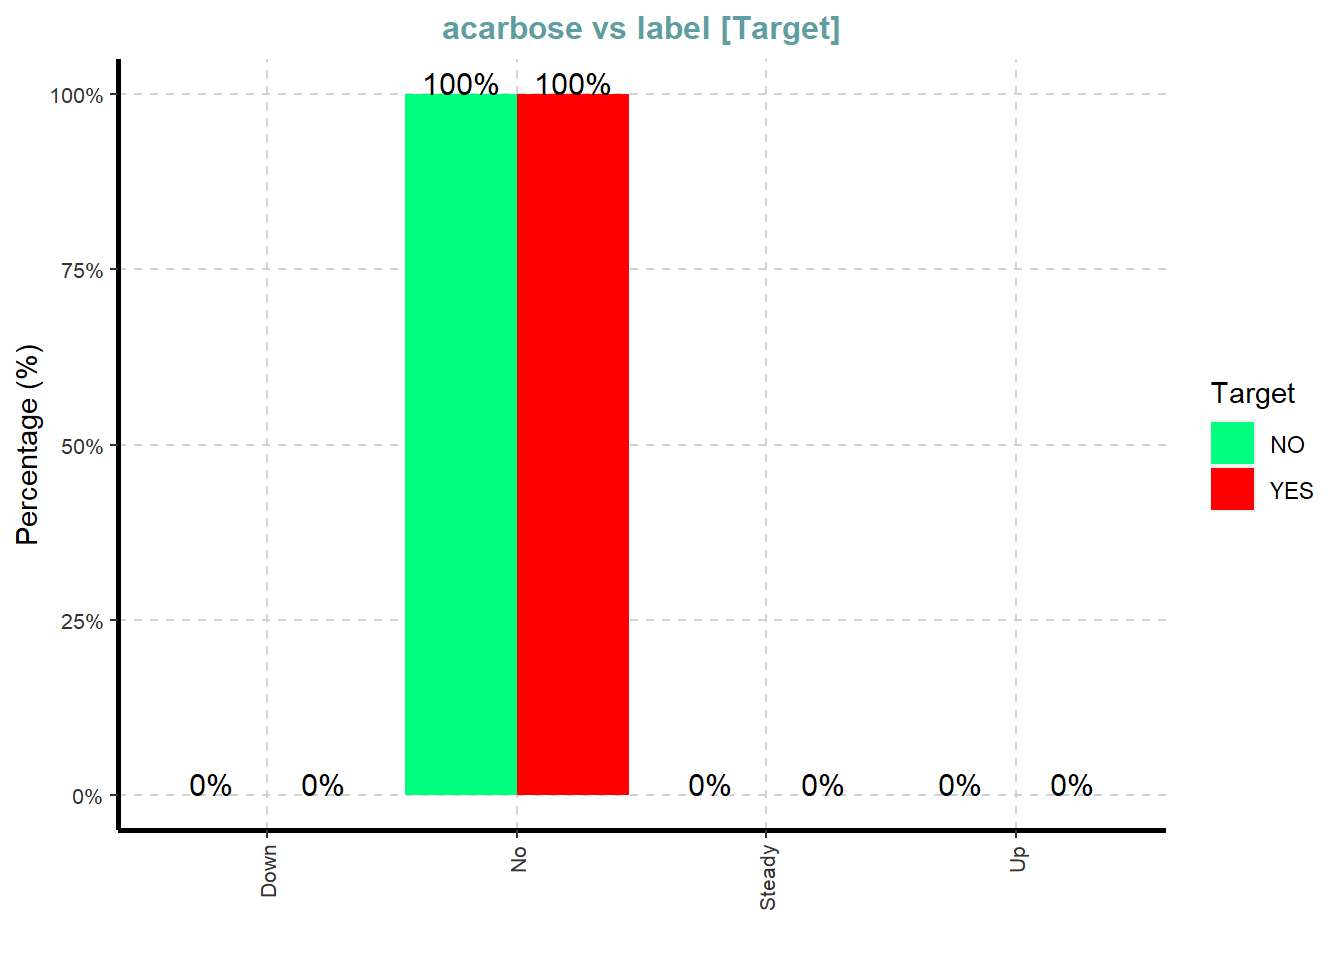 acarbose vs label [Target]
Percentage (%)
100%
75%
50%
25%
0%
100% 100%
0% 0% 0% 0% 0% 0%
Down No Steady Up
Target
NO
YES